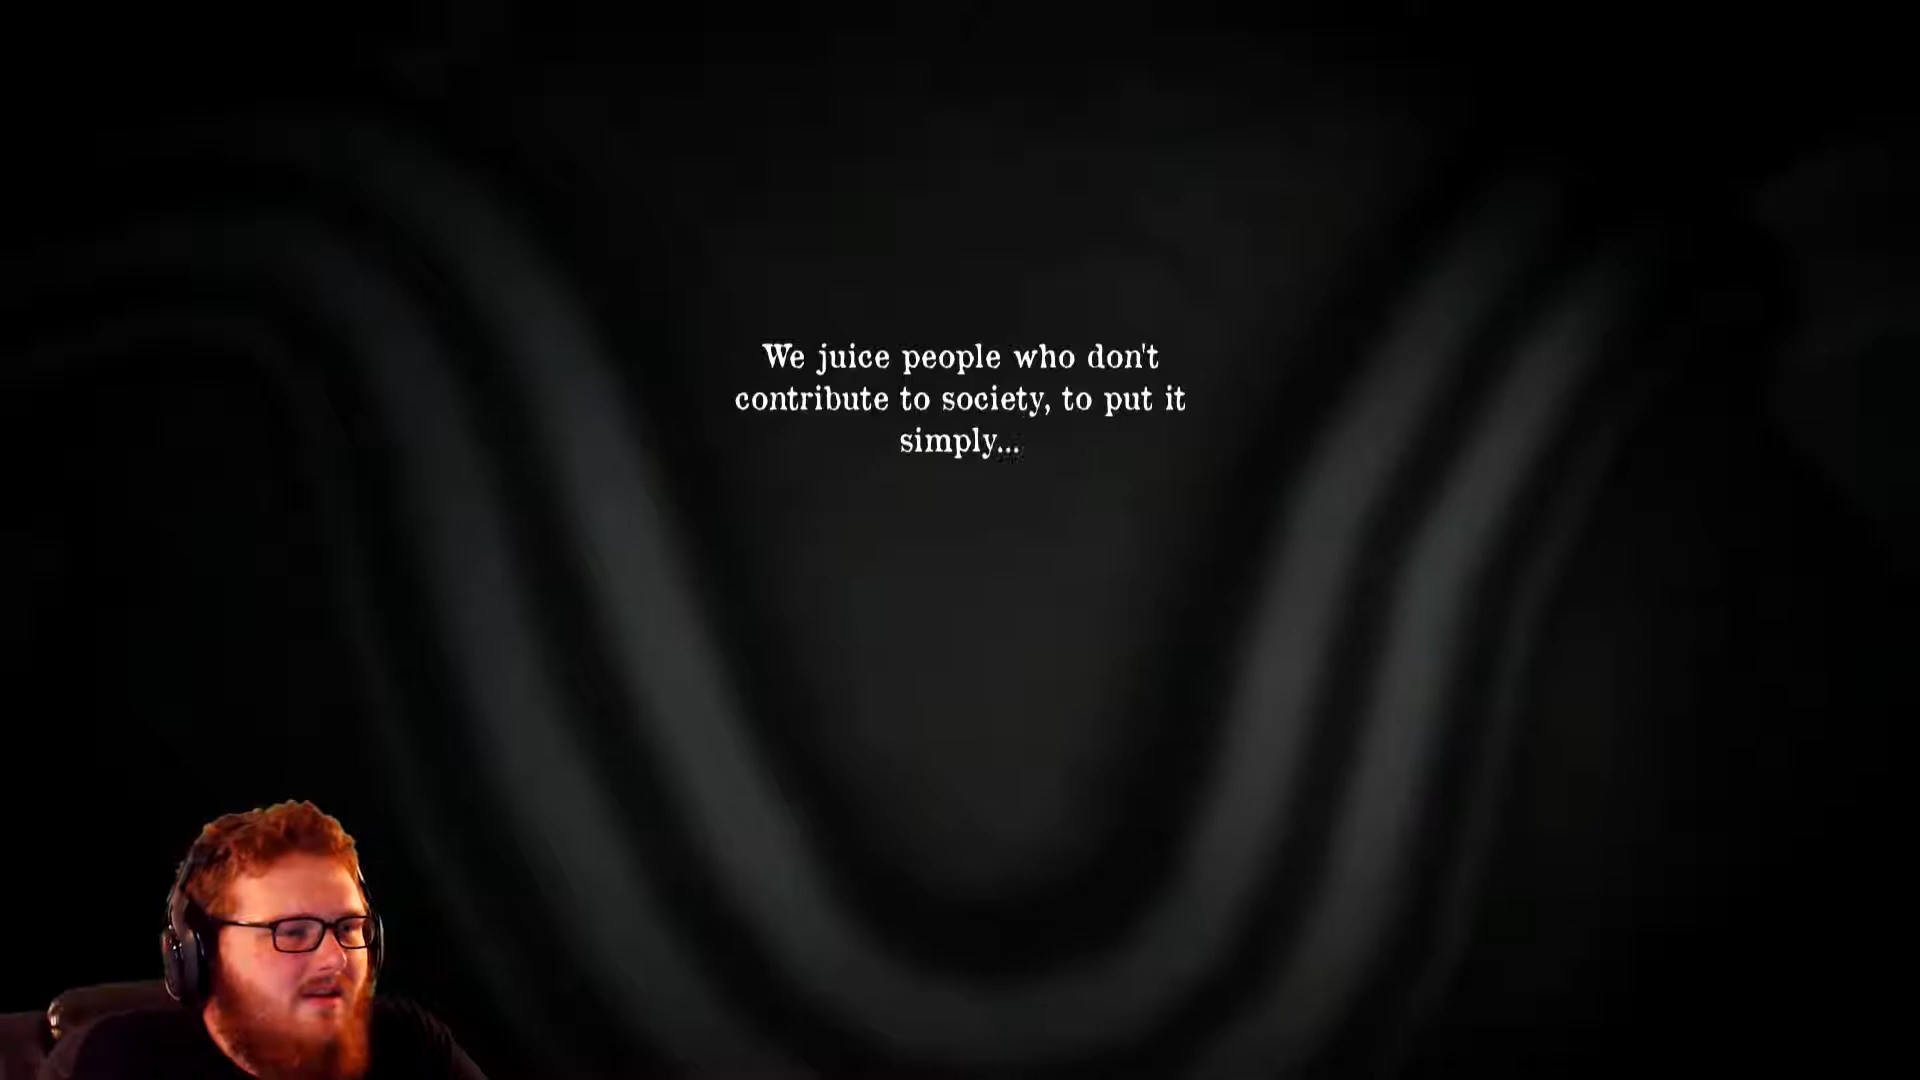 We juice people who don't
contribute to society, to put it
simply...